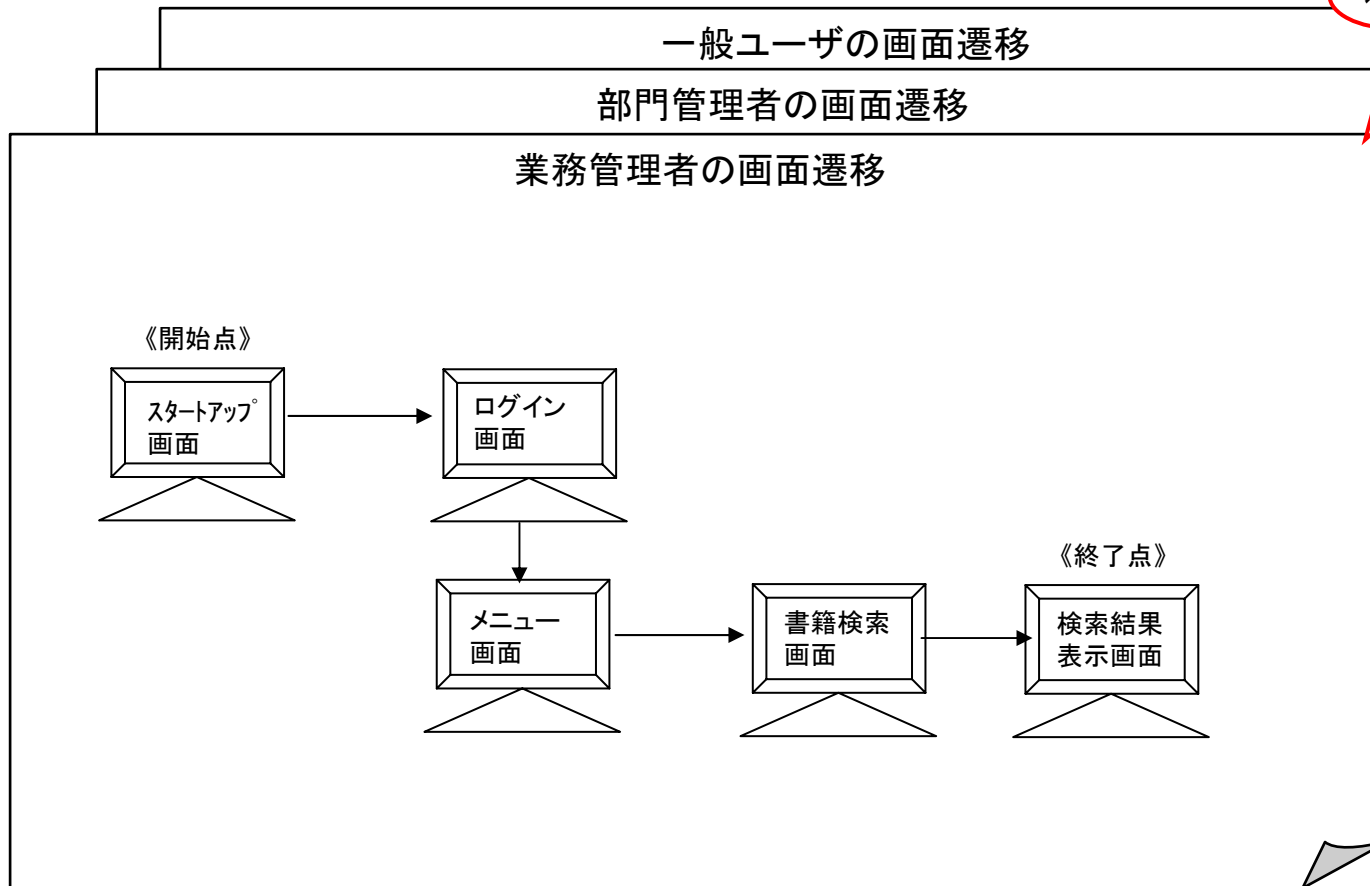 一般ユーザの画面遷移
部門管理者の画面遷移
業務管理者の画面遷移
《開始点》
スタートアップ
画面
ログイン
画面
《終了点》
メニュー
画面
書籍検索
画面
検索結果
表示画面